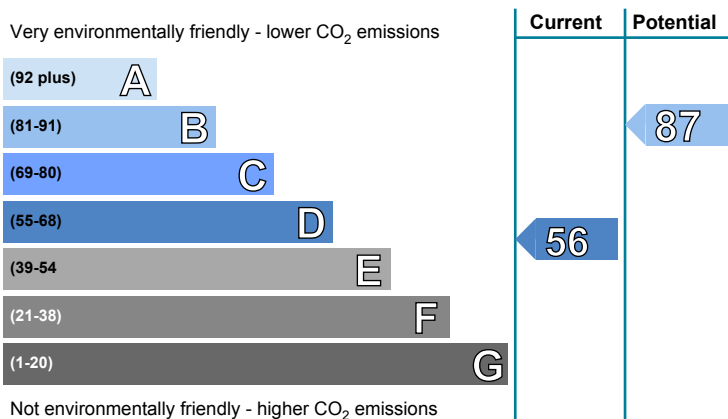 Current Potential
Very environmentally friendly - lower CO2 emissions
(92 plus) A
(81-91) B
87
(69-80) C
(55-68) D
56
(39-54 E
(21-38) F
(1-20) G
Not environmentally friendly - higher CO2 emissions